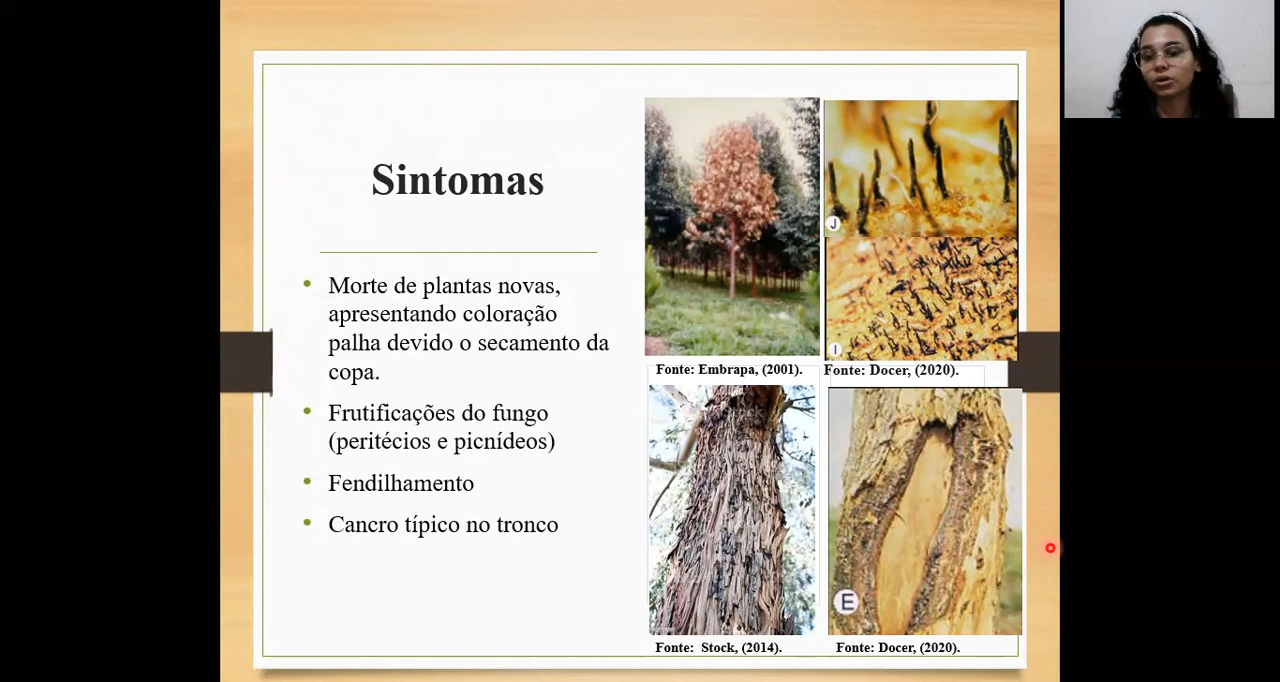 Sintomas
Morte de plantas novas,
apresentando coloração
palha devido o secamento da
copa.
Frutificações do fungo
(peritécios e picnídeos)
Fendilhamento
Cancro típico no tronco
J
I
Fonte: Embrapa, (2001).
Fonte: Docer, (2020).
Stock
E
Fonte: Stock, (2014).
Fonte: Docer, (2020).